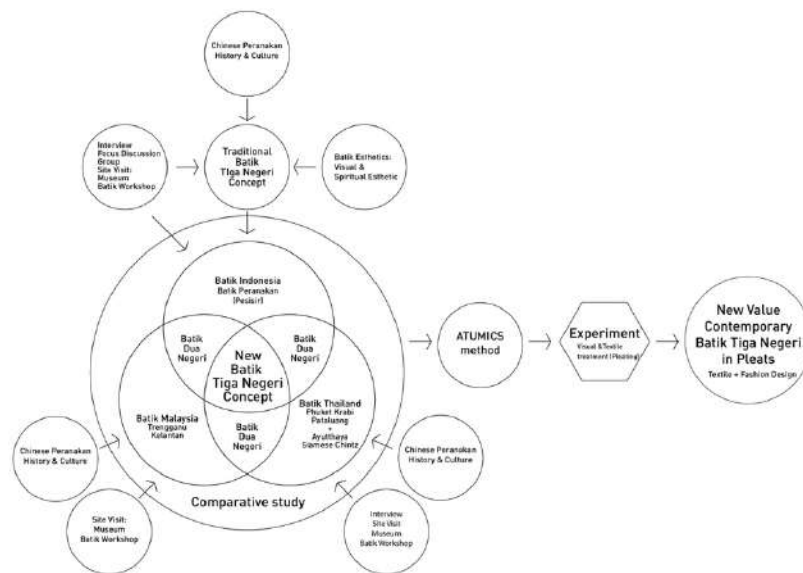 Chinese Peranakan
History & Culture
Interview
Focus Discussion
Group
Site Visit:
Museum
Batik Workshop
Traditional
Batik
Tiga Negeri
Concept
Batik Esthetics:
Visual &
Spiritual Esthetic
Batik Indonesia
Batik Peranakan
(Pesisir)
Batik
Dua
Negeri
Batik
Dua
Negeri
New
Batik
Tiga Negeri
Concept
Batik Malaysia
Trengganu
Kelantan
Batik Thailand
Phuket Krabi
Pataluang
+
Ayutthaya
Siamese Chintz
Batik
Dua
Negeri
Comparative study
Chinese Peranakan
History & Culture
Site Visit:
Museum
Batik Workshop
Chinese Peranakan
History & Culture
Interview
Site Visit
Museum
Batik Workshop
ATUMICS
method
Experiment
Visual & Textile
treatment (Pleating)
New Value
Contemporary
Batik Tiga Negeri
in Pleats
Textile + Fashion Design